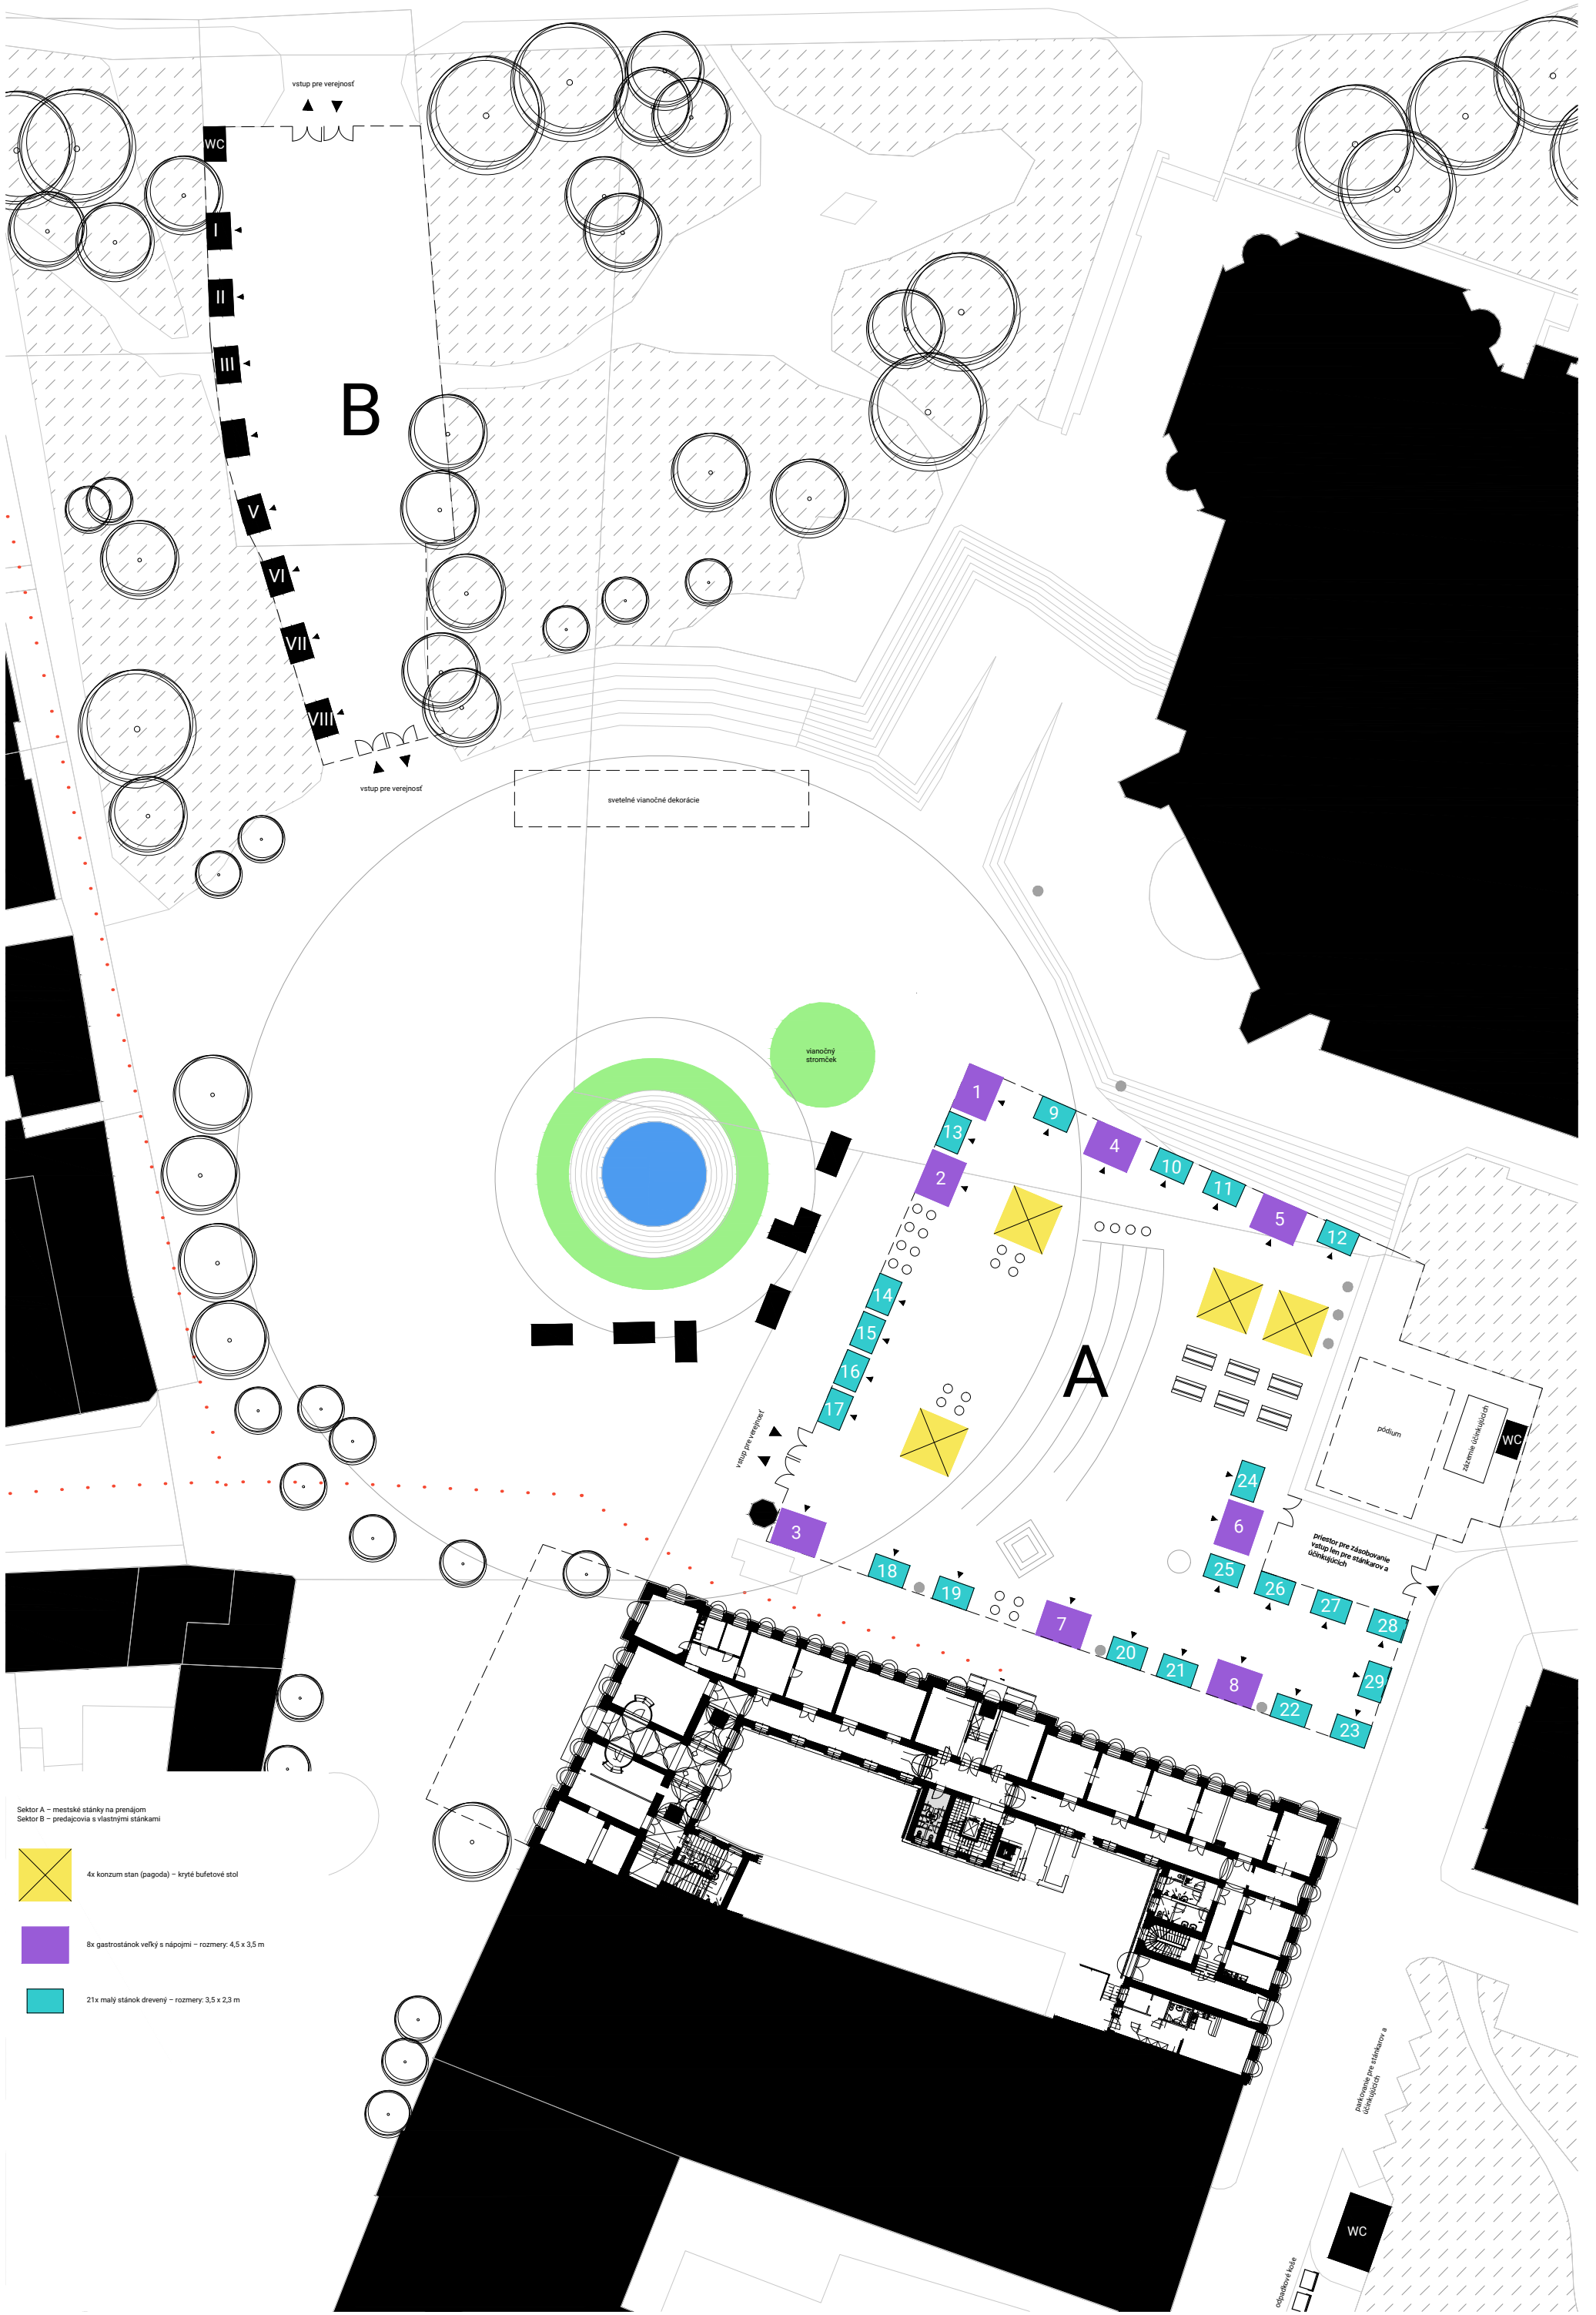 vstup pre verejnosť
WC
I
II
III
B
V
VI
VII
VIII
vstup pre verejnosť
svetelné vianočné dekorácie
vianočný
stromček
1
9
13
4
2
10
11
5
12
14
15
16
17
A
vstup pre verejnosť
pódium
zázemie účinkujúcich
WC
24
3
6
priestor pre zásobovanie
vstup len pre stánkarov a
účinkujúcich
18
19
25
26
27
28
7
20
21
8
29
22
23
Sektor A – mestské stánky na prenájom
Sektor B – predajcovia s vlastnými stánkami
4x konzum stan (pagoda) – kryté bufetové stol
8x gastrostánok veľký s nápojmi – rozmery: 4,5 x 3,5 m
21x malý stánok drevený – rozmery: 3,5 x 2,3 m
parkovanie pre stánkarov a
účinkujúcich
WC
odpadkové koše